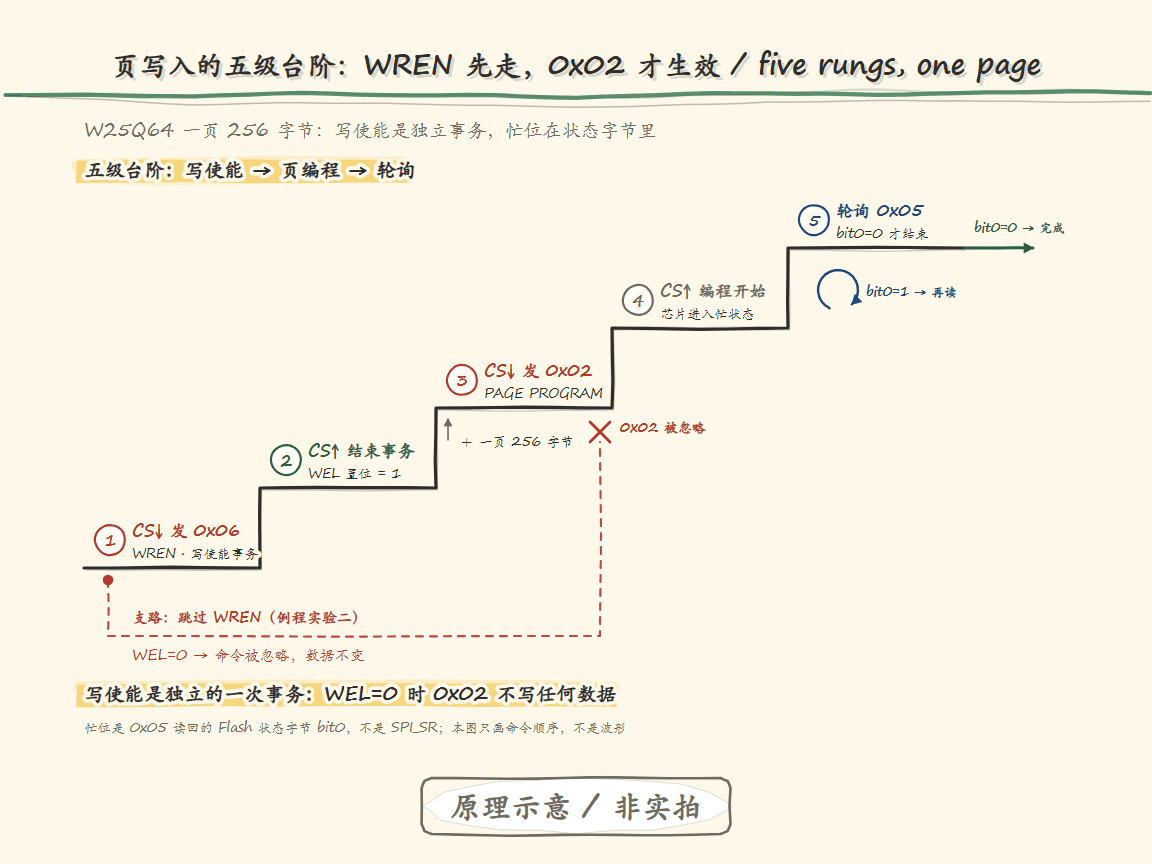 页写入的五级台阶：WREN 先走，0x02 才生效 / five rungs, one page
W25Q64 一页 256 字节：写使能是独立事务，忙位在状态字节里
五级台阶：写使能 → 页编程 → 轮询
5 轮询 0x05
bit0=0 才结束
bit0=0 → 完成
bit0=1 → 再读
4 CS↑ 编程开始
芯片进入忙状态
3 CS↓ 发 0x02
PAGE PROGRAM
+ 一页 256 字节
0x02 被忽略
2 CS↑ 结束事务
WEL 置位 = 1
1 CS↓ 发 0x06
WREN · 写使能事务
支路：跳过 WREN（例程实验二）
WEL=0 → 命令被忽略，数据不变
写使能是独立的一次事务：WEL=0 时 0x02 不写任何数据
忙位是 0x05 读回的 Flash 状态字节 bit0，不是 SPI_SR；本图只画命令顺序，不是波形
原理示意 / 非实拍